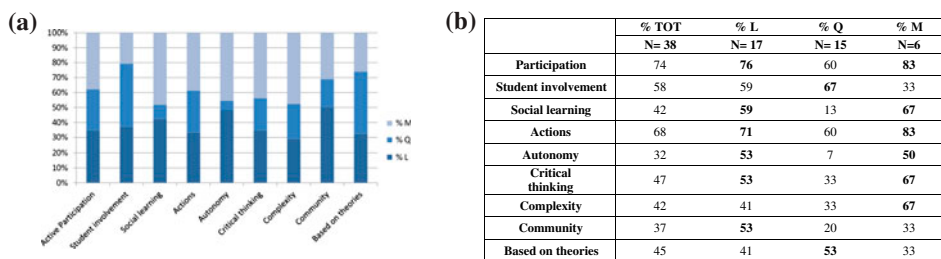 (a)
100%
90%
80%
70%
60%
50%
40%
30%
20%
10%
0%
Active Participation
Student involvement
Social learning
Actions
Autonomy
Critical thinking
Complexity
Community
Based on theories
% M
% Q
% L
(b)
% TOT % L % Q % M
N= 38 N= 17 N= 15 N=6
Participation 74 76 60 83
Student involvement 58 59 67 33
Social learning 42 59 13 67
Actions 68 71 60 83
Autonomy 32 53 7 50
Critical
thinking 47 53 33 67
Complexity 42 41 33 67
Community 37 53 20 33
Based on theories 45 41 53 33